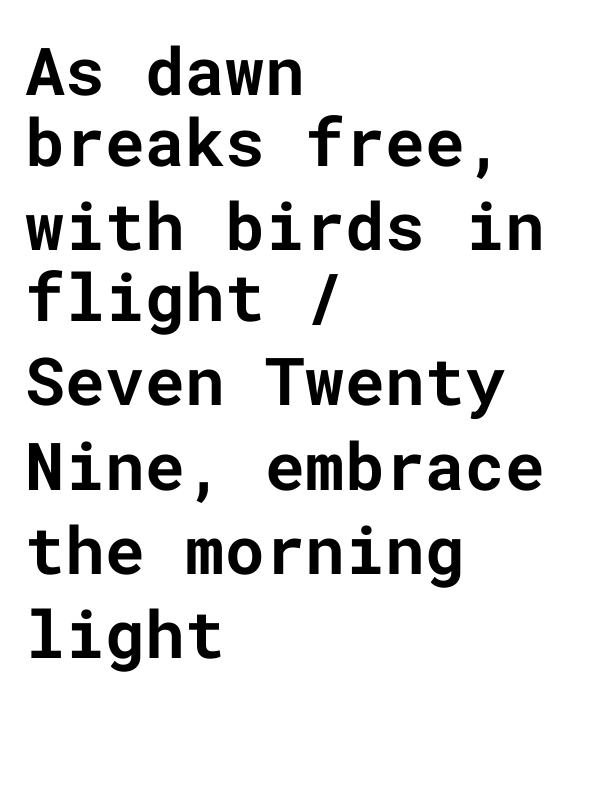 As dawn
breaks free,
with birds in
flight /
Seven Twenty
Nine, embrace
the morning
light